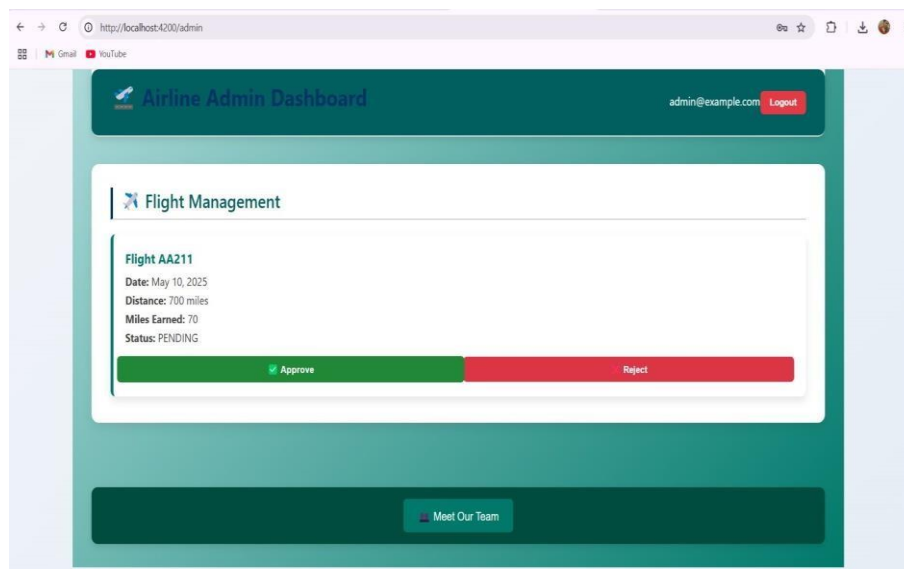 http://localhost:4200/admin
Gmail YouTube
Airline Admin Dashboard
admin@example.com Logout
Flight Management
Flight AA211
Date: May 10, 2025
Distance: 700 miles
Miles Earned: 70
Status: PENDING
Approve Reject
Meet Our Team